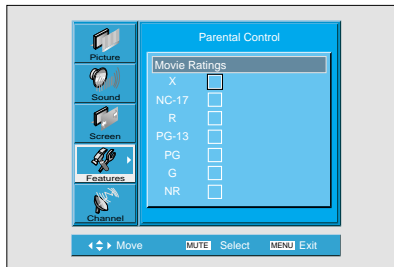 Picture
Sound
Screen
Features
Channel
Parental Control
Movie Ratings
X
NC-17
R
PG-13
PG
G
NR
Move MUTE Select MENU Exit